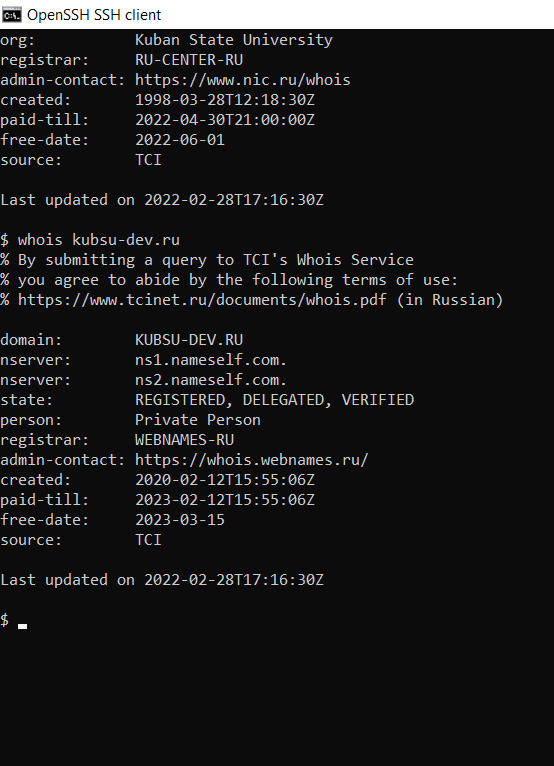 OpenSSH SSH client
org:           Kuban State University
registrar:     RU-CENTER-RU
admin-contact: https://www.nic.ru/whois
created:       1998-03-28T12:18:30Z
paid-till:     2022-04-30T21:00:00Z
free-date:     2022-06-01
source:        TCI
Last updated on 2022-02-28T17:16:30Z
$ whois kubsu-dev.ru
% By submitting a query to TCI's Whois Service
% you agree to abide by the following terms of use:
% https://www.tcinet.ru/documents/whois.pdf (in Russian)
domain:        KUBSU-DEV.RU
nserver:       ns1.nameself.com.
nserver:       ns2.nameself.com.
state:         REGISTERED, DELEGATED, VERIFIED
person:        Private Person
registrar:     WEBNAMES-RU
admin-contact: https://whois.webnames.ru/
created:       2020-02-12T15:55:06Z
paid-till:     2023-02-12T15:55:06Z
free-date:     2023-03-15
source:        TCI
Last updated on 2022-02-28T17:16:30Z
$